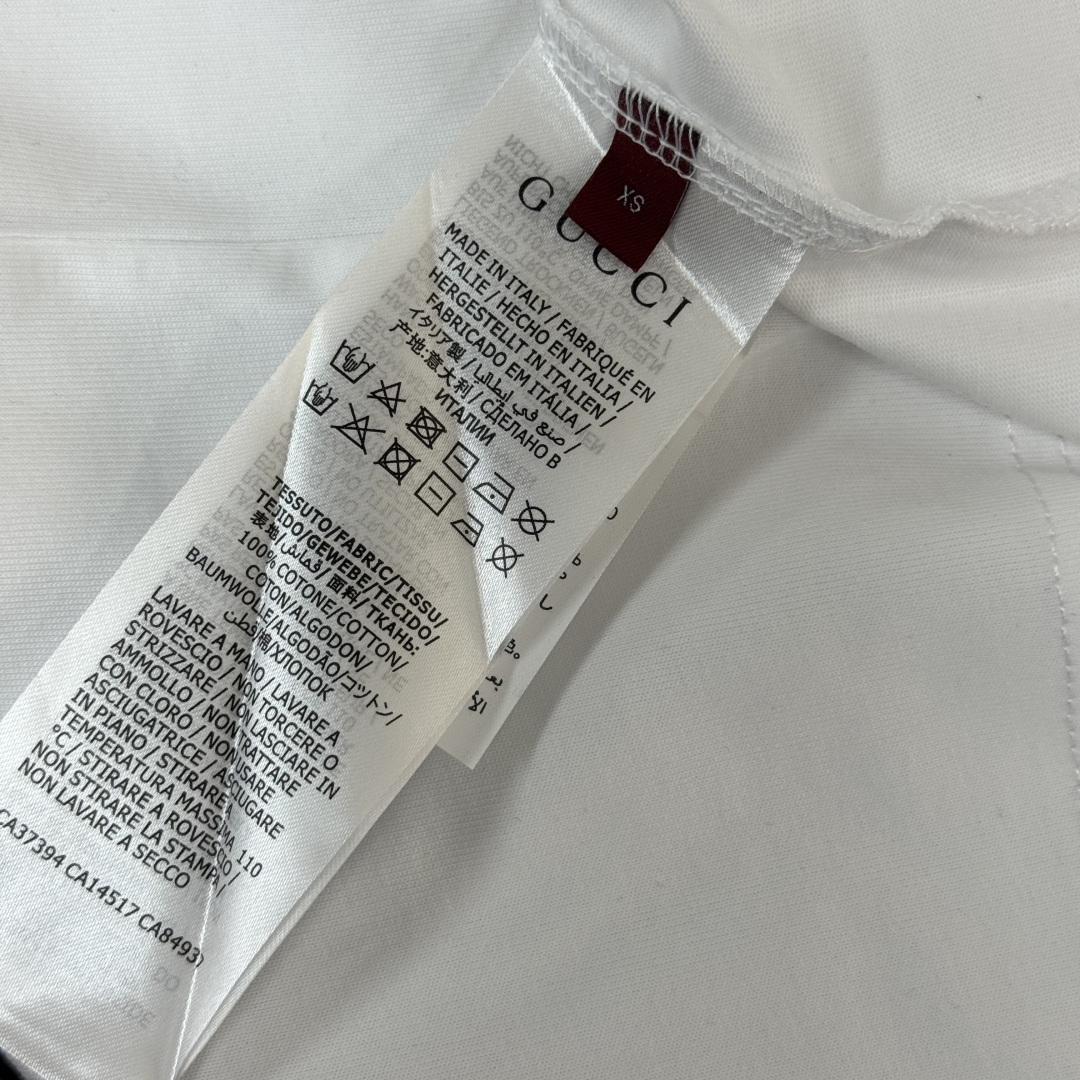 XS
GUCCI
MADE IN ITALY / FABRIQUÉ EN
ITALIE / HECHO EN ITALIA /
HERGESTELLT IN ITALIEN /
FABRICADO EM ITÁLIA /
イタリア製 / صنع في إيطاليا /
产地:意大利 / СДЕЛАНО В
ИТАЛИИ
TESSUTO/FABRIC/TISSU/
TEJIDO/GEWEBE/TECIDO/
表地/قماش/面料/ТКАНЬ:
100% COTONE/COTTON/
COTON/ALGODON/
BAUMWOLLE/ALGODÃO/コットン/
قطن/棉/ХЛОПОК
LAVARE A MANO / LAVARE A
ROVESCIO / NON TORCERE O
STRIZZARE / NON LASCIARE IN
AMMOLLO / NON TRATTARE
CON CLORO / NON USARE
ASCIUGATRICE / ASCIUGARE
IN PIANO / STIRARE
TEMPERATURA MASSIMA 110
°C / STIRARE A ROVESCIO /
NON STIRARE LA STAMPA /
NON LAVARE A SECCO
CA37394 CA14517 CA8493